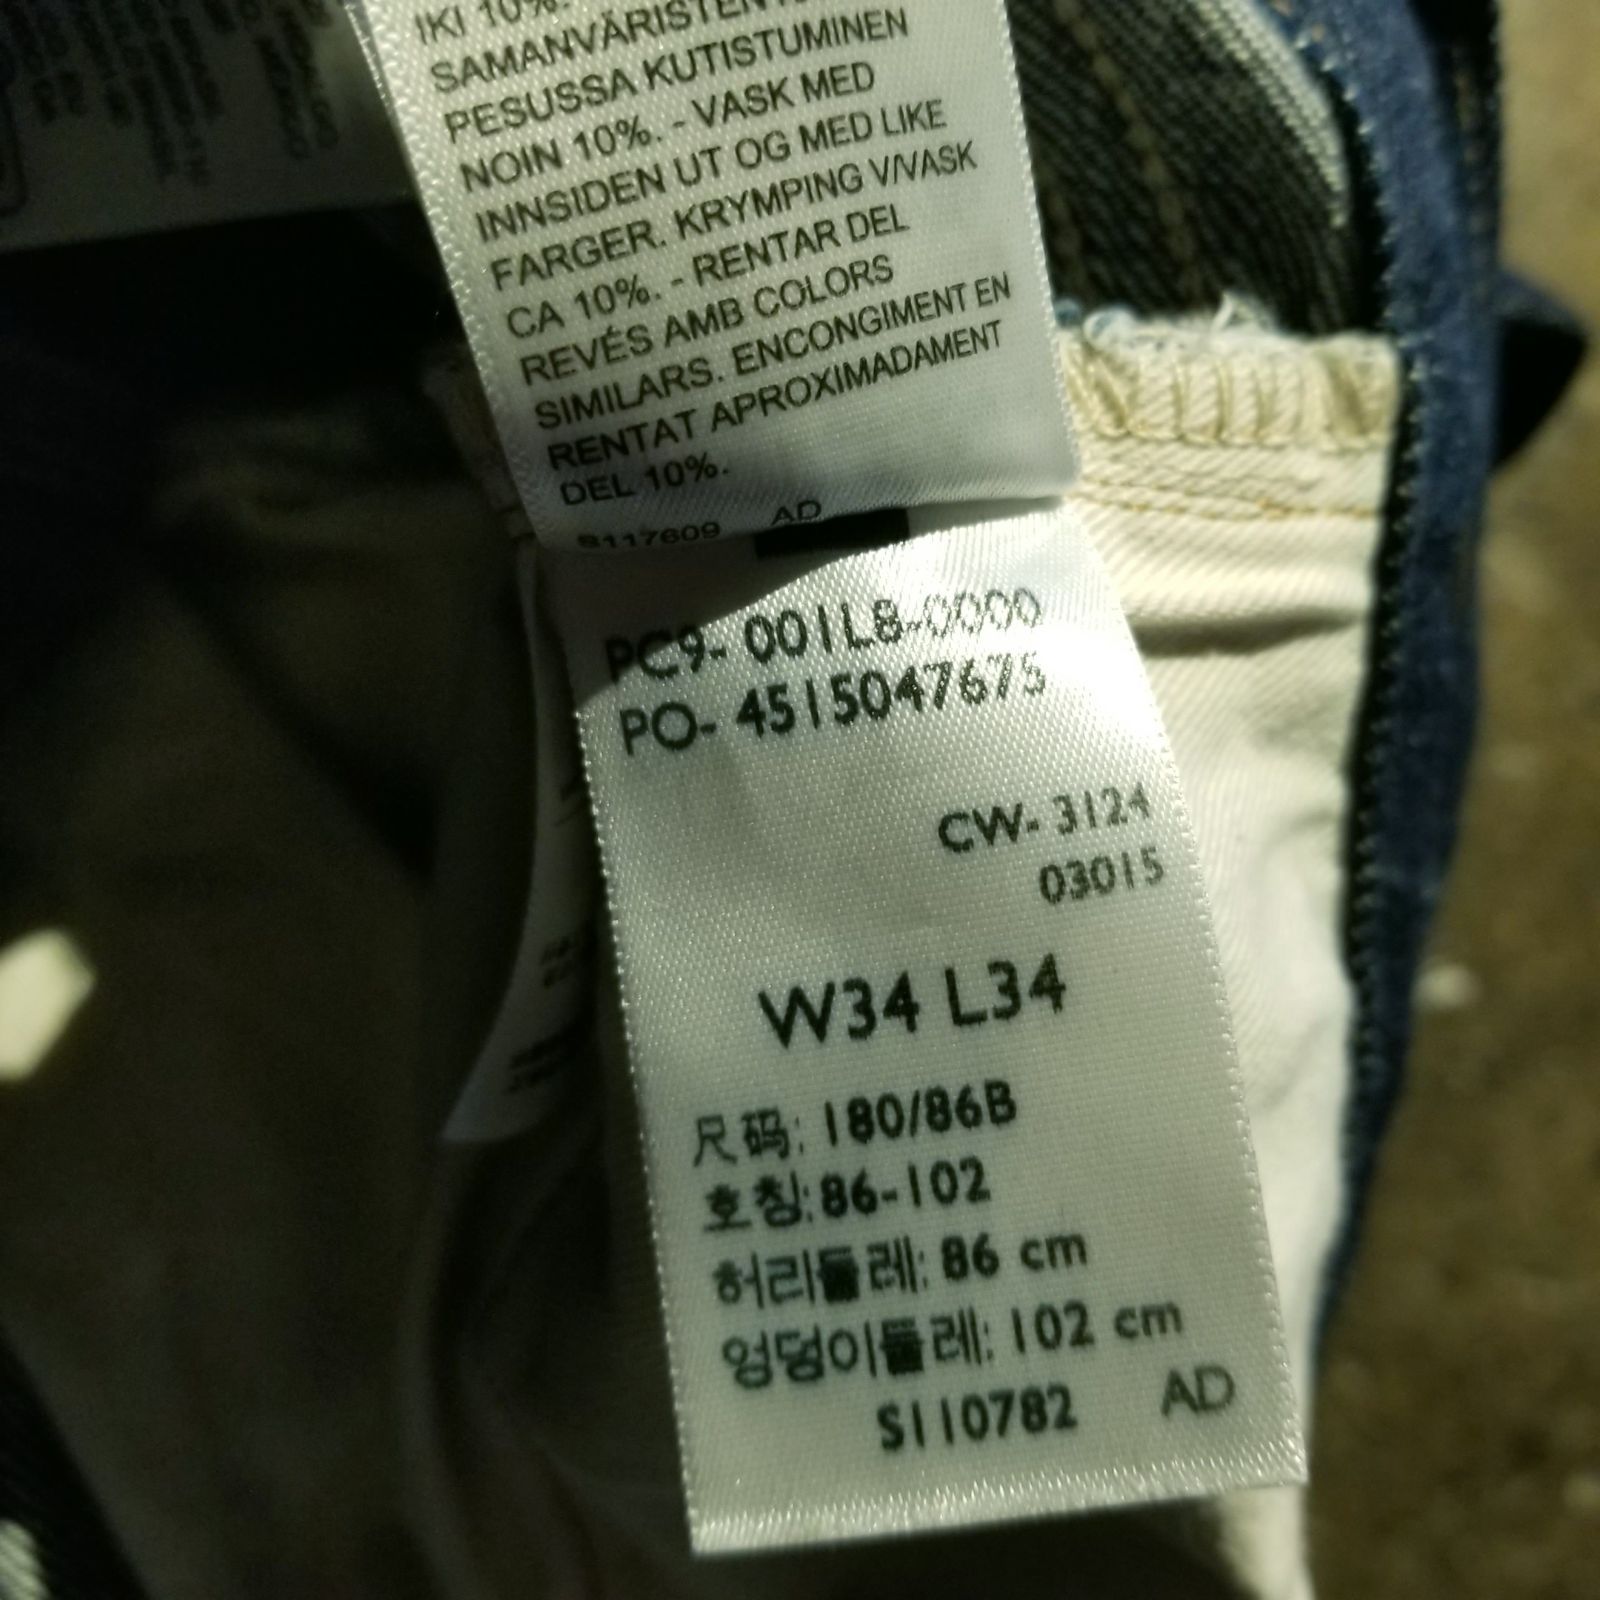 IKI 10%.
SAMANVÄRISTEN
PESUSSA KUTISTUMINEN
NOIN 10%. - VASK MED
INNSIDEN UT OG MED LIKE
FARGER. KRYMPING V/VASK
CA 10%. - RENTAR DEL
REVÉS AMB COLORS
SIMILARS. ENCONGIMENT EN
RENTAT APROXIMADAMENT
DEL 10%.
S117609 AD
PC9- 001L8-0000
PO- 4515047675
CW- 3124
03015
W34 L34
尺码: 180/86B
호칭: 86-102
허리둘레: 86 cm
엉덩이둘레: 102 cm
S110782 AD